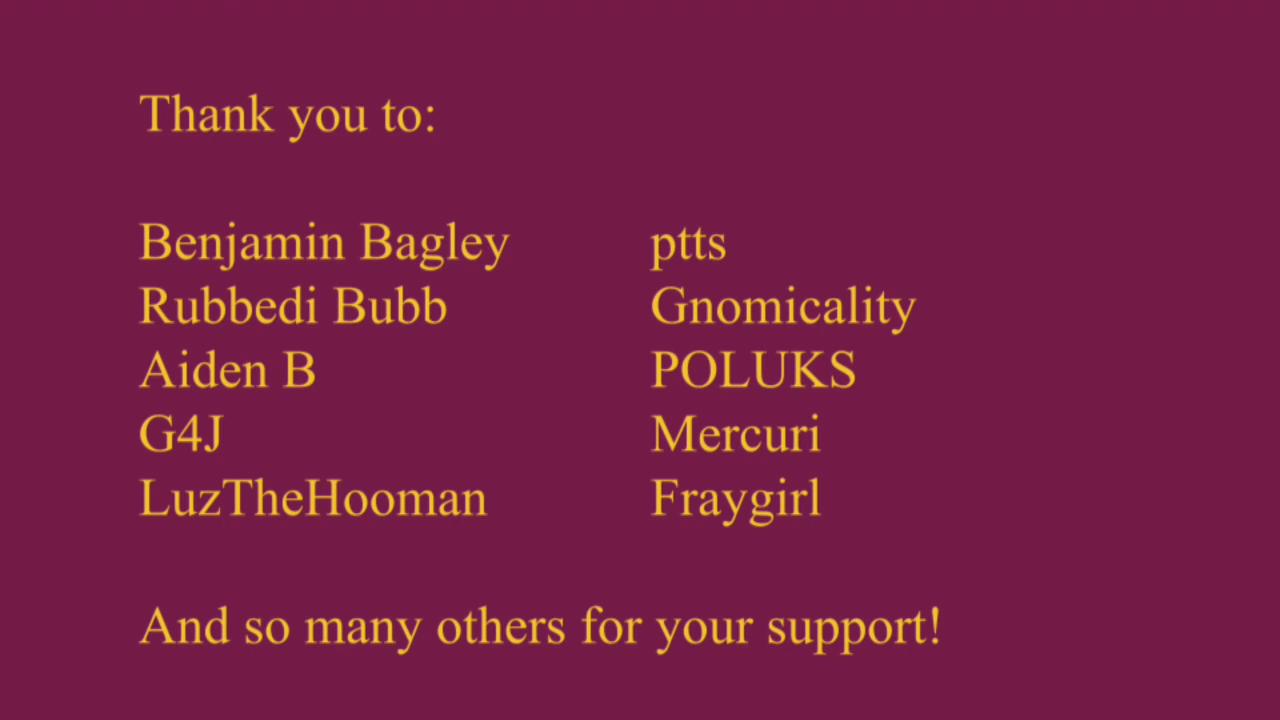 Thank you to:
Benjamin Bagley
Rubbedi Bubb
Aiden B
G4J
LuzTheHooman
ptts
Gnomicality
POLUKS
Mercuri
Fraygirl
And so many others for your support!